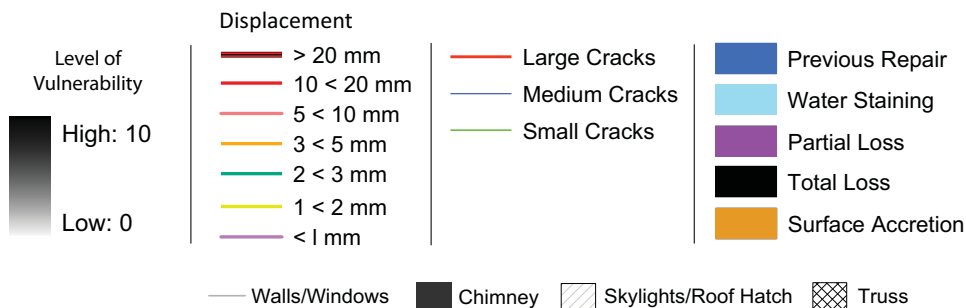 Displacement
Level of
Vulnerability
High: 10
Low: 0
> 20 mm
10 < 20 mm
5 < 10 mm
3 < 5 mm
2 < 3 mm
1 < 2 mm
< l mm
Large Cracks
Medium Cracks
Small Cracks
Previous Repair
Water Staining
Partial Loss
Total Loss
Surface Accretion
Walls/Windows
Chimney
Skylights/Roof Hatch
Truss